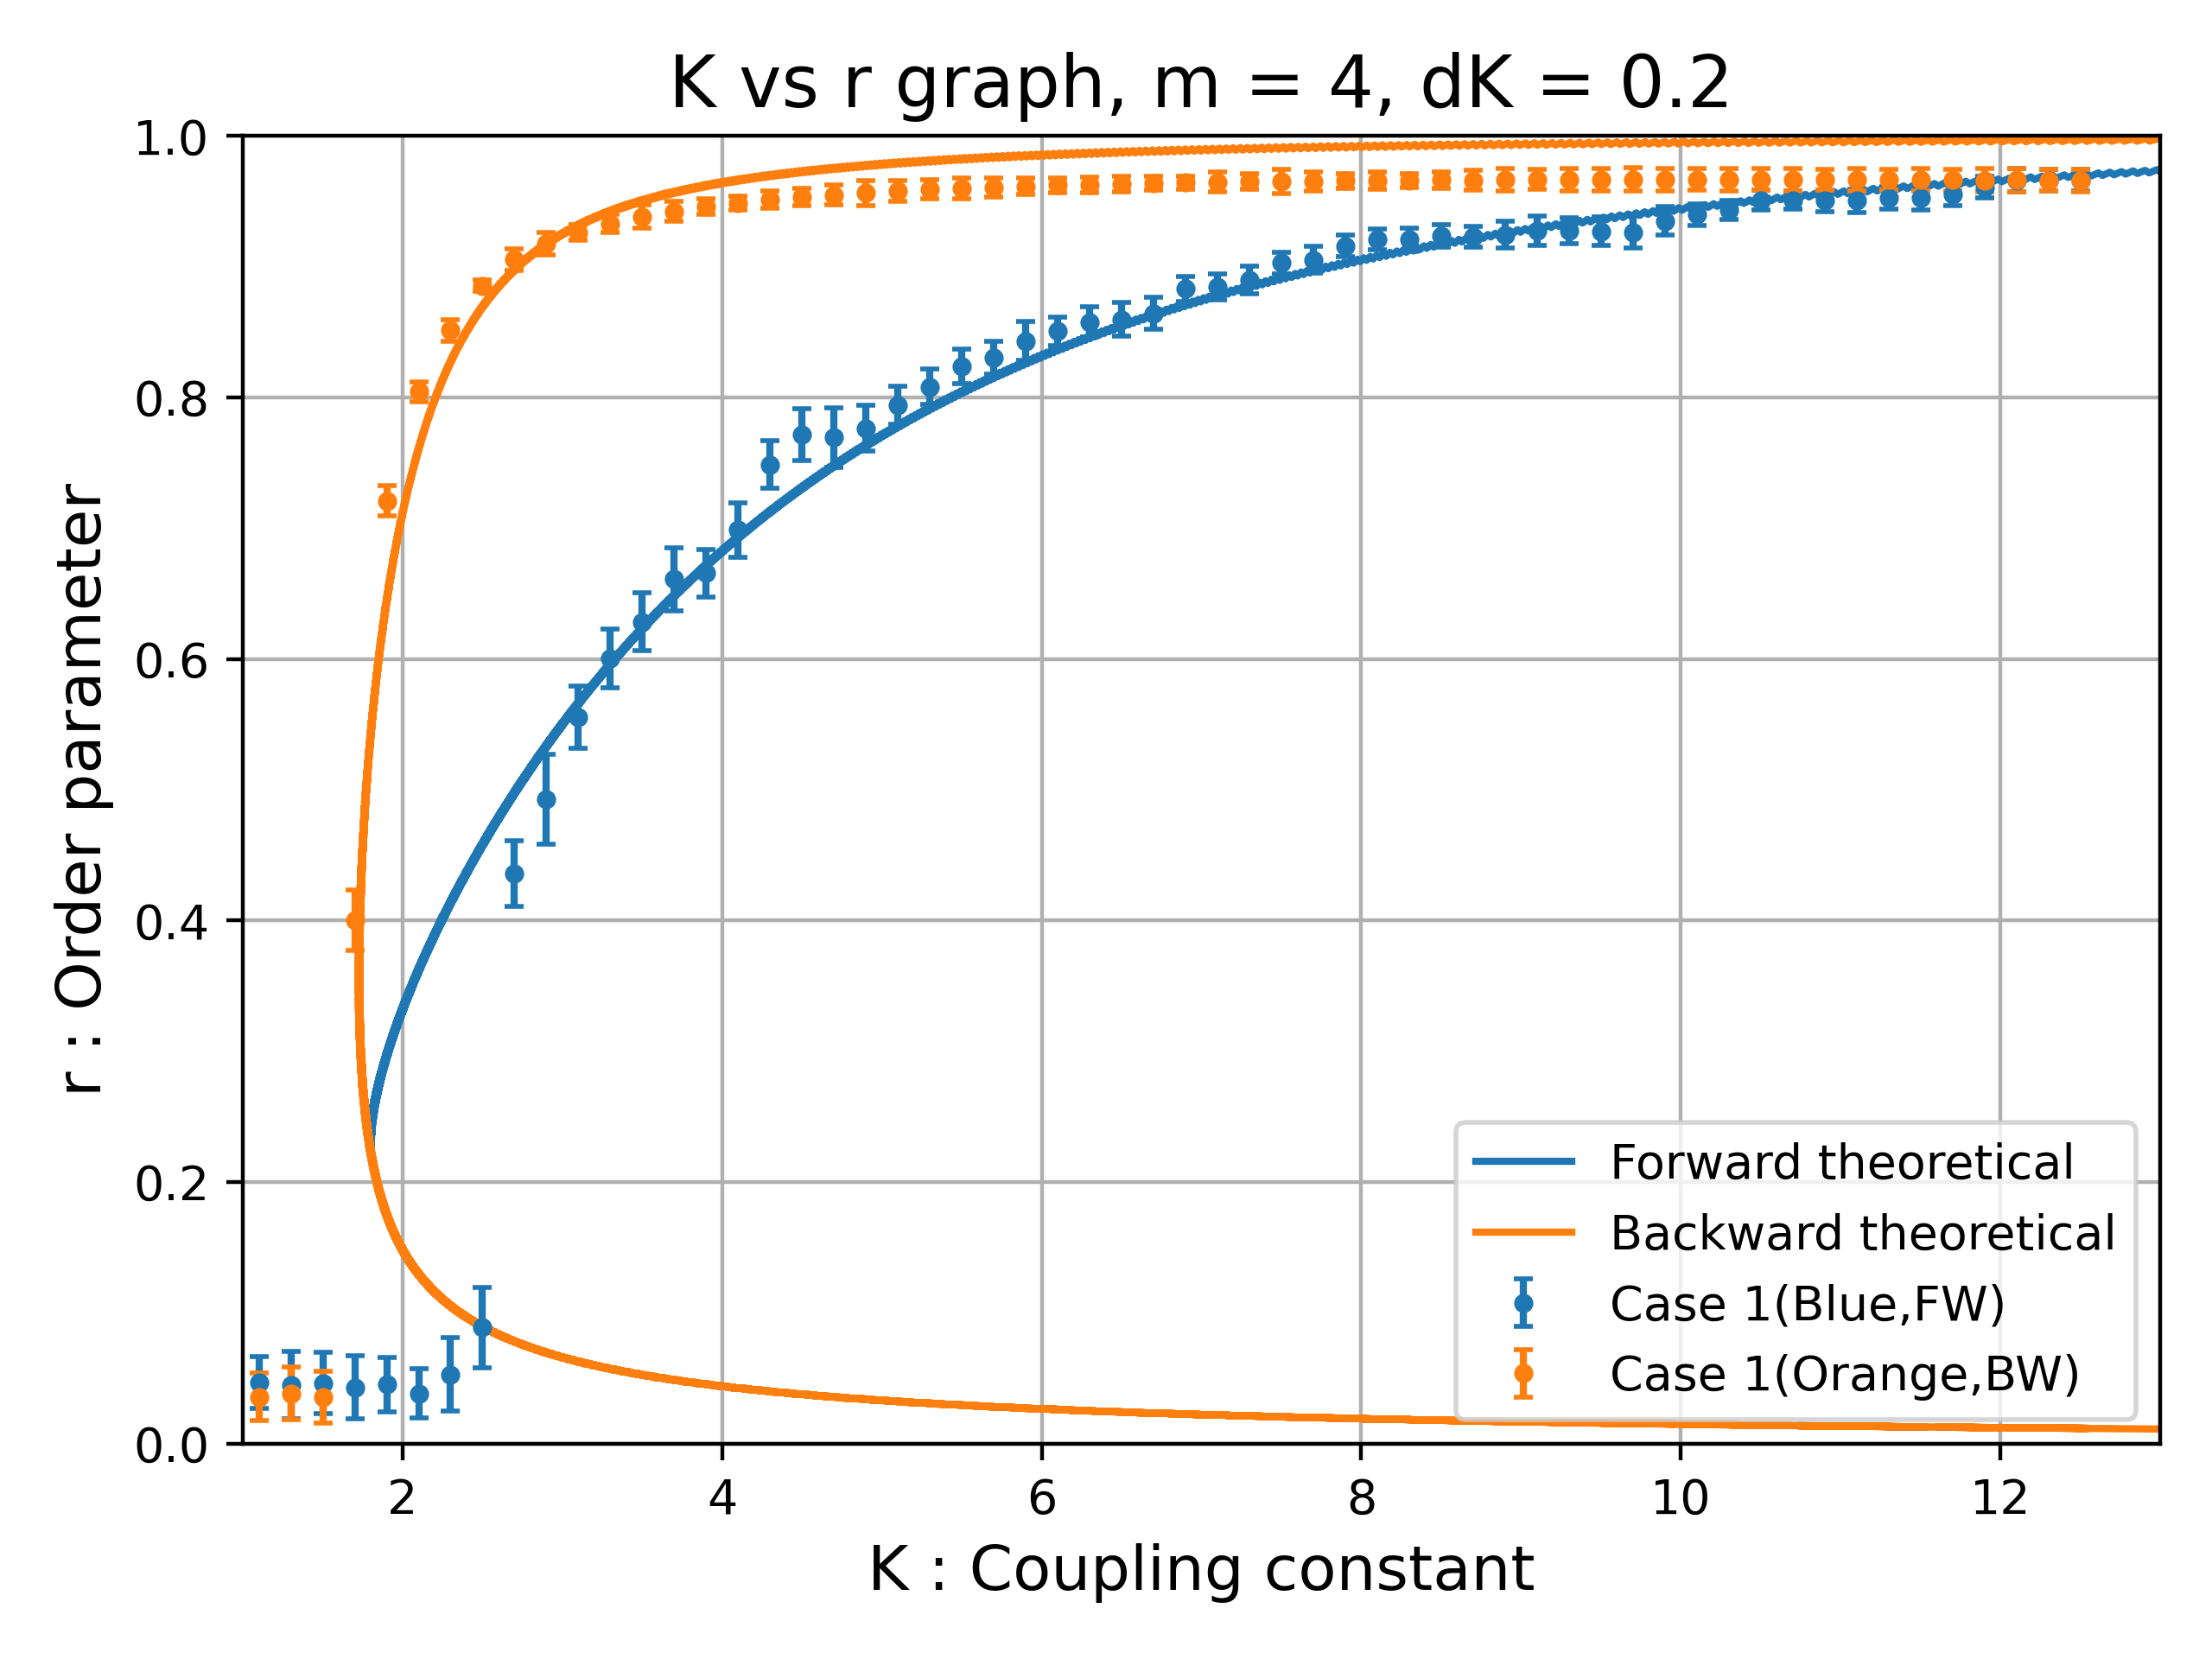 K vs r graph, m = 4, dK = 0.2
1.0
0.8
0.6
0.4
0.2
0.0
r : Order parameter
2 4 6 8 10 12
K : Coupling constant
Forward theoretical
Backward theoretical
Case 1(Blue,FW)
Case 1(Orange,BW)